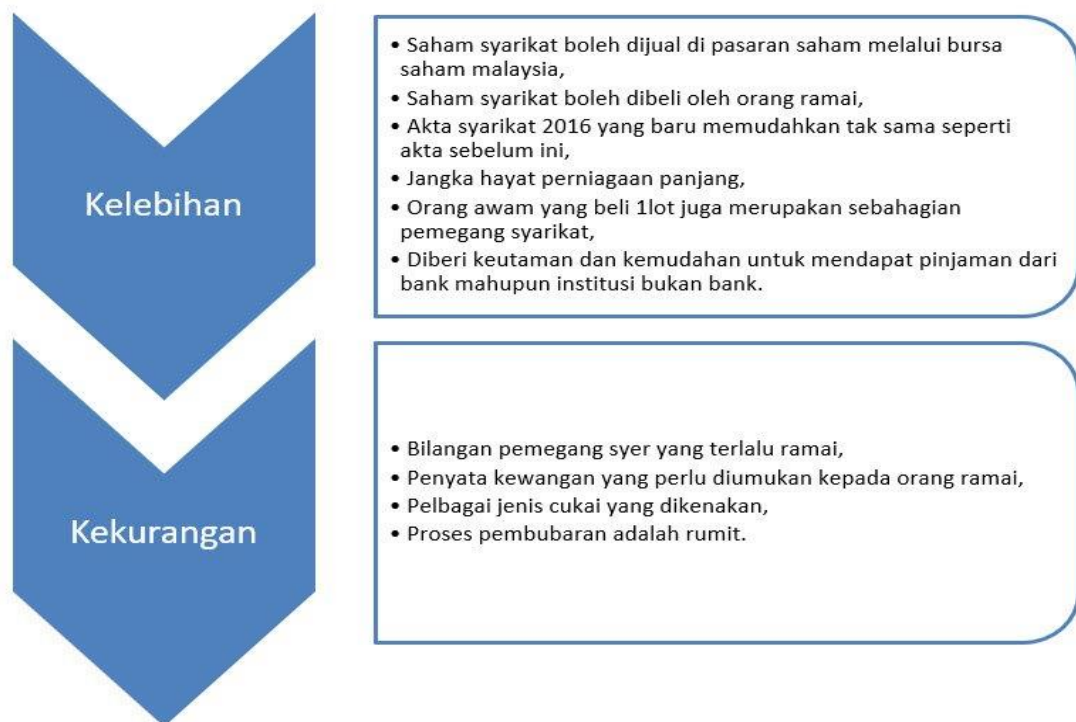 Kelebihan
• Saham syarikat boleh dijual di pasaran saham melalui bursa
saham malaysia,
• Saham syarikat boleh dibeli oleh orang ramai,
• Akta syarikat 2016 yang baru memudahkan tak sama seperti
akta sebelum ini,
• Jangka hayat perniagaan panjang,
• Orang awam yang beli 1lot juga merupakan sebahagian
pemegang syarikat,
• Diberi keutaman dan kemudahan untuk mendapat pinjaman dari
bank mahupun institusi bukan bank.
Kekurangan
• Bilangan pemegang syer yang terlalu ramai,
• Penyata kewangan yang perlu diumukan kepada orang ramai,
• Pelbagai jenis cukai yang dikenakan,
• Proses pembubaran adalah rumit.